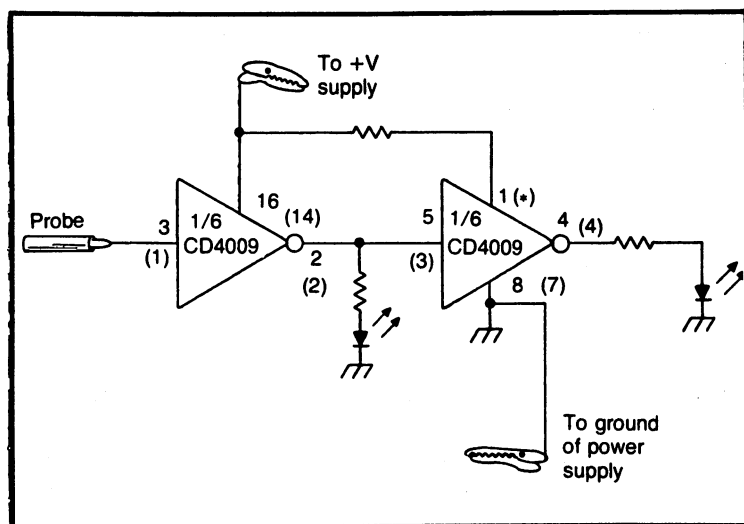 To +V
supply
Probe
3
(1)
1/6
CD4009
16
(14)
2
(2)
5
(3)
1/6
CD4009
1 (*)
4
(4)
8
(7)
To ground
of power
supply